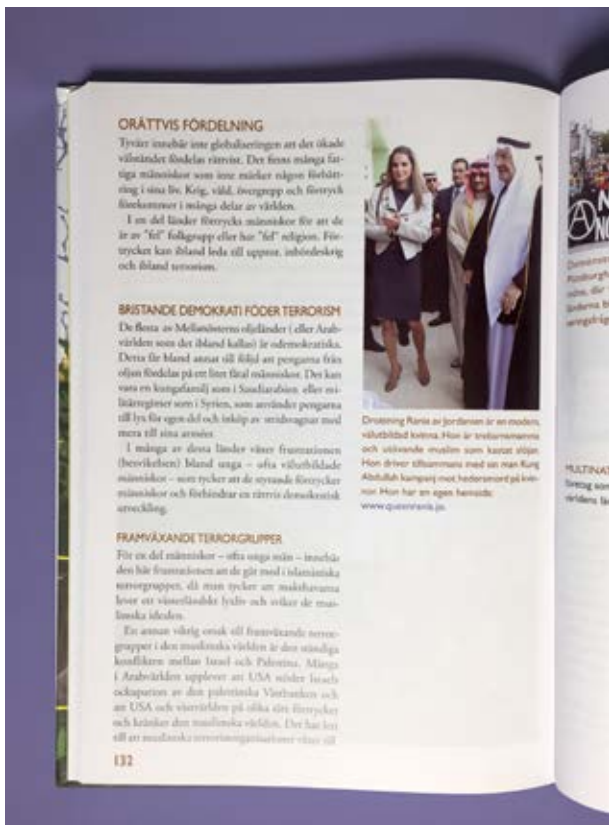 ORÄTTVIS FÖRDELNING
Tyvärr innebär inte globaliseringen att det ökade
välståndet fördelas rättvist. Det finns många fat-
tiga människor som inte märker någon förbätt-
ring i sina liv. Krig, våld, övergrepp och förtryck
förekommer i många delar av världen.
I en del länder förtrycks människor för att de
är av "fel" folkgrupp eller har "fel" religion. För-
trycket kan ibland leda till uppror, inbördeskrig
och ibland terrorism.
BRISTANDE DEMOKRATI FÖDER TERRORISM
De flesta av Mellanösterns oljeländer (eller Arab-
världen som det ibland kallas) är odemokratiska.
Detta får bland annat till följd att pengarna från
oljan fördelas på ett litet fåtal människor. Det kan
vara en kungafamilj som i Saudiarabien eller mi-
litärregimer som i Syrien, som använder pengarna
till lyx för egen del och inköp av stridsvagnar med
mera till sina arméer.
I många av dessa länder växer frustrationen
(besvikelsen) bland unga – ofta välutbildade
människor – som tycker att de styrande förtrycker
människor och förhindrar en rättvis demokratisk
utveckling.
FRAMVÄXANDE TERRORGRUPPER
För en del människor – ofta unga män – innebär
den här frustrationen att de går med i islamistiska
terrorgrupper, då man tycker att makthavarna
lever ett västerländskt lyxliv och sviker de mus-
limska idealen.
En annan viktig orsak till framväxande terror-
grupper i den muslimska världen är den ständiga
konflikten mellan Israel och Palestina. Många
i Arabvärlden upplever att USA stöder Israels
ockupation av den palestinska Västbanken och
att USA och västvärlden på olika sätt förtrycker
och kränker den muslimska världen. Det har lett
till att muslimska terroristorganisationer växer till
132
Drottning Rania av Jordanien är en modern,
välutbildad kvinna. Hon är trebarnsmamma
och utövande muslim som kastat slöjan.
Hon driver tillsammans med sin man Kung
Abdullah kampanj mot hedersmord på kvin-
nor. Hon har en egen hemsida:
www.queenrania.jo.
MULTINAT
företag som
världens